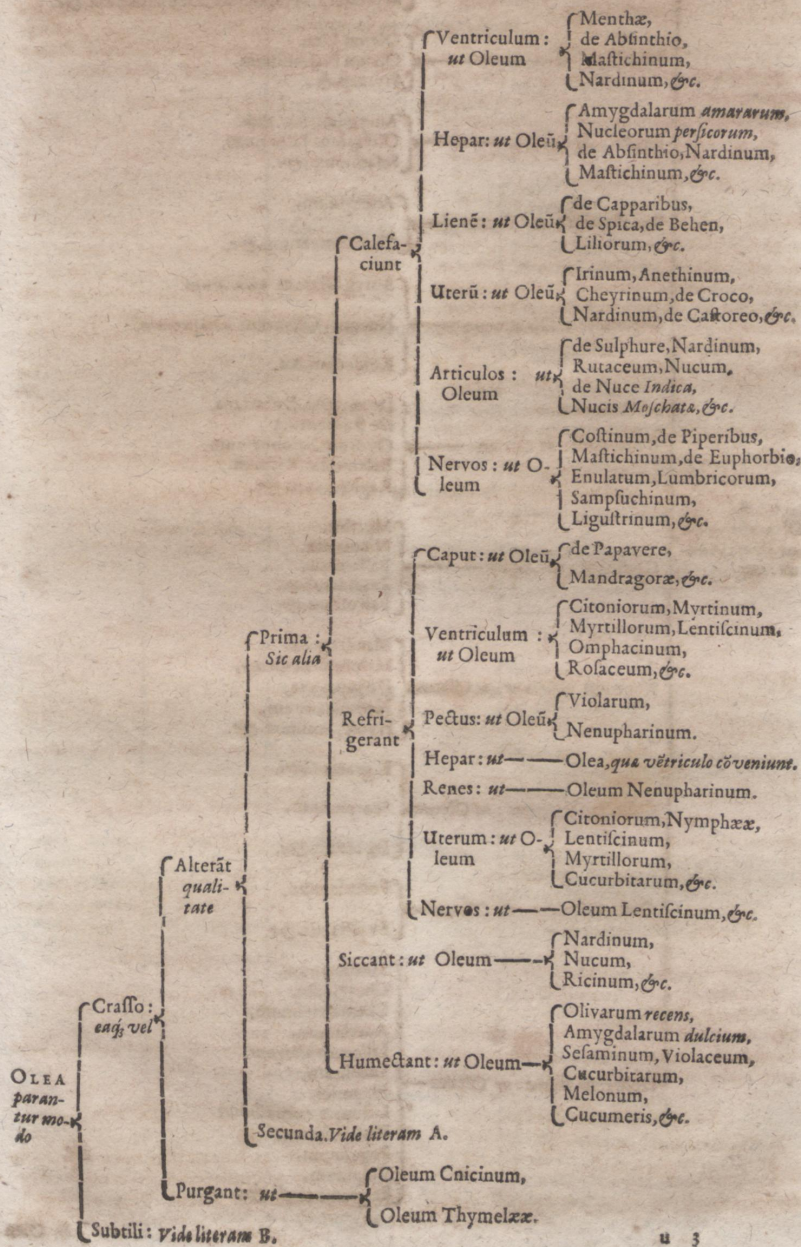 OLEA
paran-
tur mo-
do
Crasso:
eaq́; vel
Alterāt
quali-
tate
Prima:
Sic alia
Calefa-
ciunt
Ventriculum:
ut Oleum
Menthæ,
de Absinthio,
Mastichinum,
Nardinum, &c.
Hepar: ut Oleũ
Amygdalarum amararum,
Nucleorum persicorum,
de Absinthio, Nardinum,
Mastichinum, &c.
Lienē: ut Oleũ
de Capparibus,
de Spica, de Behen,
Liliorum, &c.
Uterũ: ut Oleũ
Irinum, Anethinum,
Cheyrinum, de Croco,
Nardinum, de Castoreo, &c.
Articulos: ut
Oleum
de Sulphure, Nardinum,
Rutaceum, Nucum,
de Nuce Indica,
Nucis Moschatæ, &c.
Nervos: ut O-
leum
Costinum, de Piperibus,
Mastichinum, de Euphorbio,
Enulatum, Lumbricorum,
Sampsuchinum,
Ligustrinum, &c.
Refri-
gerant
Caput: ut Oleũ
de Papavere,
Mandragoræ, &c.
Ventriculum:
ut Oleum
Citoniorum, Myrtinum,
Myrtillorum, Lentiscinum,
Omphacinum,
Rosaceum, &c.
Pectus: ut Oleũ
Violarum,
Nenupharinum.
Hepar: ut——Olea, quæ vētriculo cōveniunt.
Renes: ut——Oleum Nenupharinum.
Uterum: ut O-
leum
Citoniorum, Nymphææ,
Lentiscinum,
Myrtillorum,
Cucurbitarum, &c.
Nervos: ut——Oleum Lentiscinum, &c.
Siccant: ut Oleum
Nardinum,
Nucum,
Ricinum, &c.
Humectant: ut Oleum
Olivarum recens,
Amygdalarum dulcium,
Sesaminum, Violaceum,
Cucurbitarum,
Melonum,
Cucumeris, &c.
Secunda. Vide literam A.
Purgant: ut
Oleum Cnicinum,
Oleum Thymelææ.
Subtili: Vide literam B.
u 3